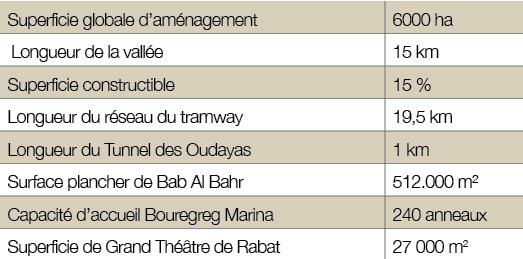 Superficie globale d'aménagement 6000 ha
Longueur de la vallée 15 km
Superficie constructible 15 %
Longueur du réseau du tramway 19,5 km
Longueur du Tunnel des Oudayas 1 km
Surface plancher de Bab Al Bahr 512.000 m²
Capacité d'accueil Bouregreg Marina 240 anneaux
Superficie de Grand Théâtre de Rabat 27 000 m²